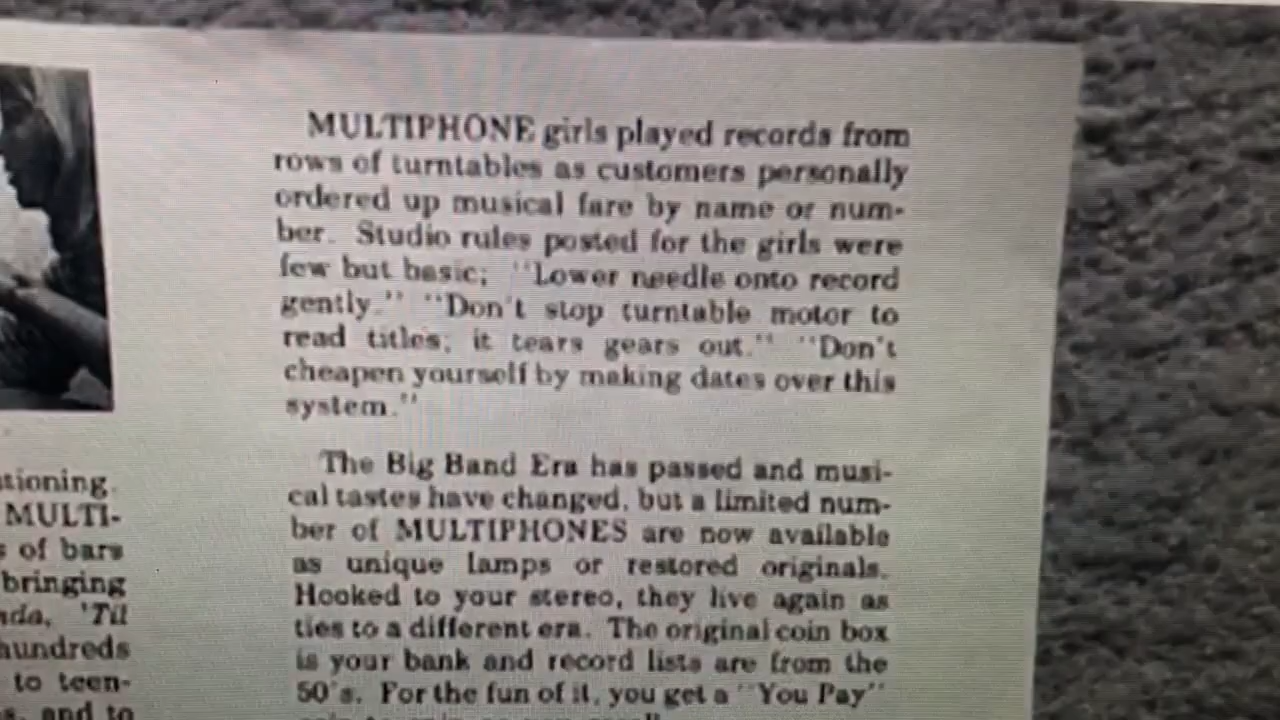 MULTIPHONE girls played records from
rows of turntables as customers personally
ordered up musical fare by name or num-
ber. Studio rules posted for the girls were
few but basic; "Lower needle onto record
gently." "Don't stop turntable motor to
read titles; it tears gears out." "Don't
cheapen yourself by making dates over this
system."
The Big Band Era has passed and musi-
cal tastes have changed, but a limited num-
ber of MULTIPHONES are now available
as unique lamps or restored originals.
Hooked to your stereo, they live again as
ties to a different era. The original coin box
is your bank and record lists are from the
50's. For the fun of it, you get a "You Pay"
tioning.
MULTI-
of bars
bringing
'Til
hundreds
to teen-
and to